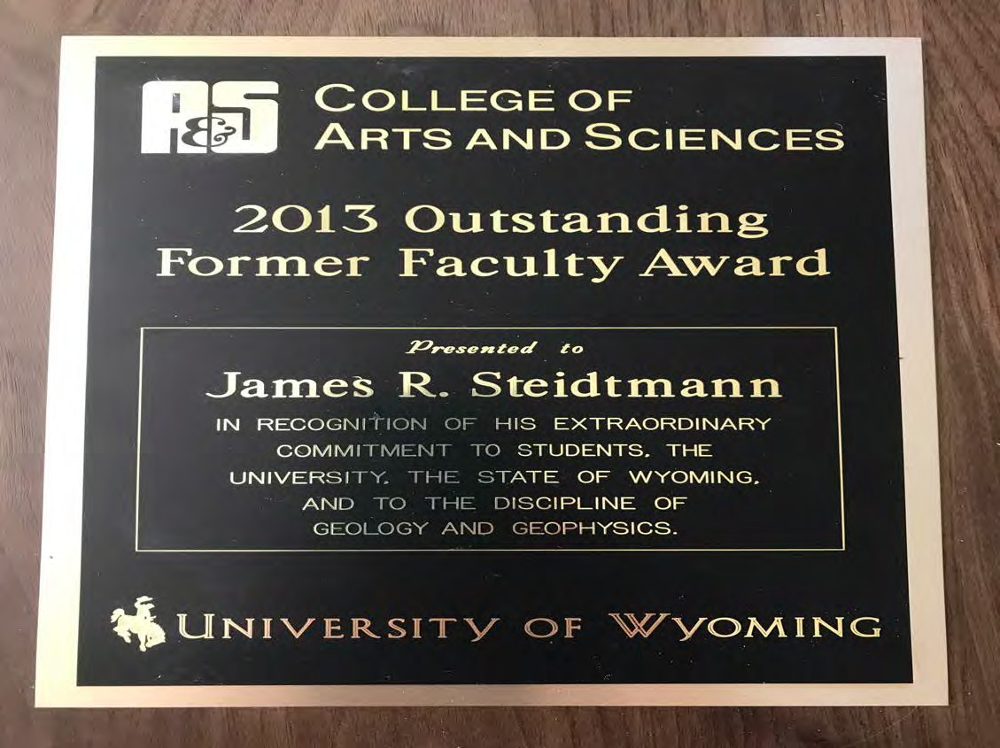 A&S
COLLEGE OF
ARTS AND SCIENCES
2013 Outstanding
Former Faculty Award
Presented to
James R. Steidtmann
IN RECOGNITION OF HIS EXTRAORDINARY
COMMITMENT TO STUDENTS, THE
UNIVERSITY, THE STATE OF WYOMING,
AND TO THE DISCIPLINE OF
GEOLOGY AND GEOPHYSICS.
UNIVERSITY OF WYOMING